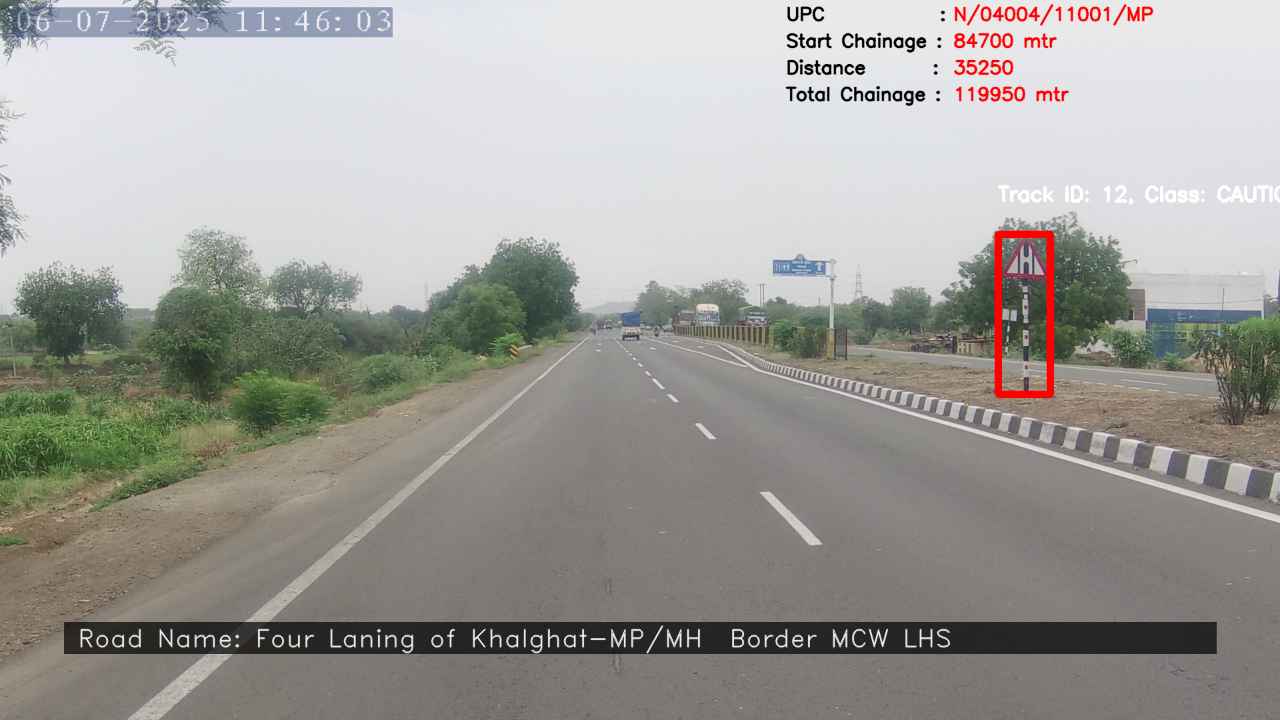 06-07-2025 11:46:03
UPC : N/04004/11001/MP
Start Chainage : 84700 mtr
Distance : 35250
Total Chainage : 119950 mtr
Track ID: 12, Class: CAUTIO
Road Name: Four Laning of Khalghat-MP/MH Border MCW LHS